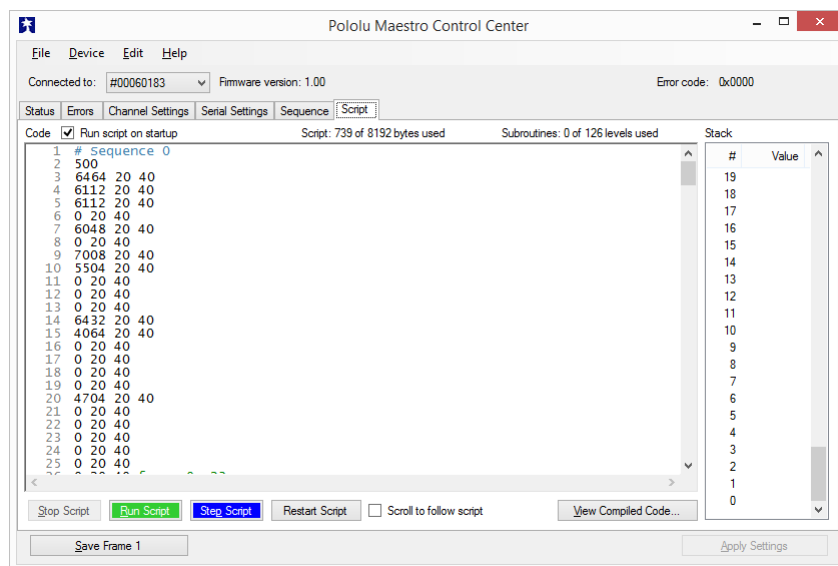 Pololu Maestro Control Center
File Device Edit Help
Connected to: #00060183 Firmware version: 1.00 Error code: 0x0000
Status Errors Channel Settings Serial Settings Sequence Script
Code Run script on startup Script: 739 of 8192 bytes used Subroutines: 0 of 126 levels used Stack
1 # Sequence 0
2 500
3 6464 20 40
4 6112 20 40
5 6112 20 40
6 0 20 40
7 6048 20 40
8 0 20 40
9 7008 20 40
10 5504 20 40
11 0 20 40
12 0 20 40
13 0 20 40
14 6432 20 40
15 4064 20 40
16 0 20 40
17 0 20 40
18 0 20 40
19 0 20 40
20 4704 20 40
21 0 20 40
22 0 20 40
23 0 20 40
24 0 20 40
25 0 20 40
# Value
19
18
17
16
15
14
13
12
11
10
9
8
7
6
5
4
3
2
1
0
Stop Script Run Script Step Script Restart Script Scroll to follow script View Compiled Code...
Save Frame 1 Apply Settings